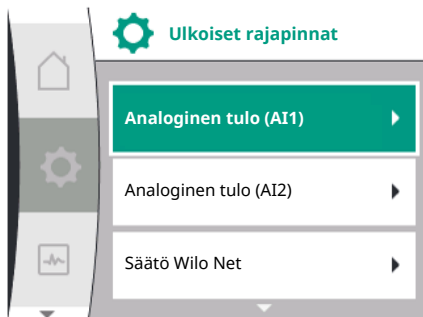 Ulkoiset rajapinnat
Analoginen tulo (AI1)
Analoginen tulo (AI2)
Säätö Wilo Net